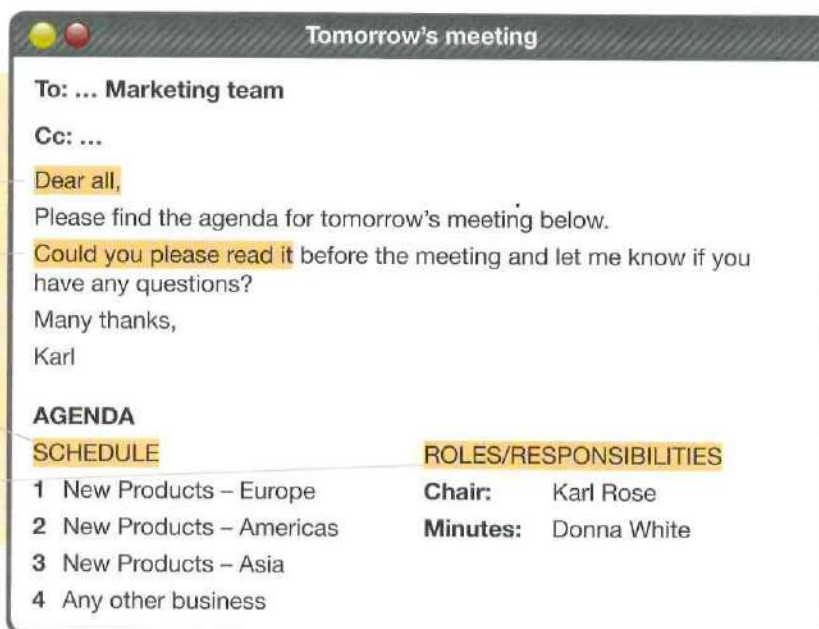 Tomorrow's meeting
To: ... Marketing team
Cc: ...
Dear all,
Please find the agenda for tomorrow's meeting below.
Could you please read it before the meeting and let me know if you
have any questions?
Many thanks,
Karl
AGENDA
SCHEDULE
1 New Products – Europe
2 New Products – Americas
3 New Products – Asia
4 Any other business
ROLES/RESPONSIBILITIES
Chair: Karl Rose
Minutes: Donna White